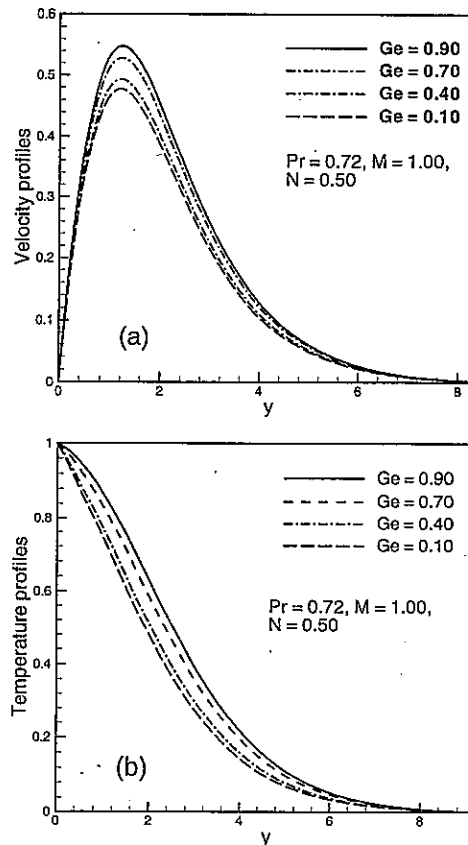 0.6
0.5
0.4
0.3
0.2
0.1
0
Velocity profiles
Ge = 0.90
Ge = 0.70
Ge = 0.40
Ge = 0.10
Pr = 0.72, M = 1.00,
N = 0.50
(a)
0 2 4 6 8
y
1
0.8
0.6
0.4
0.2
0
Temperature profiles
Ge = 0.90
Ge = 0.70
Ge = 0.40
Ge = 0.10
Pr = 0.72, M = 1.00,
N = 0.50
(b)
0 2 4 6 8
y